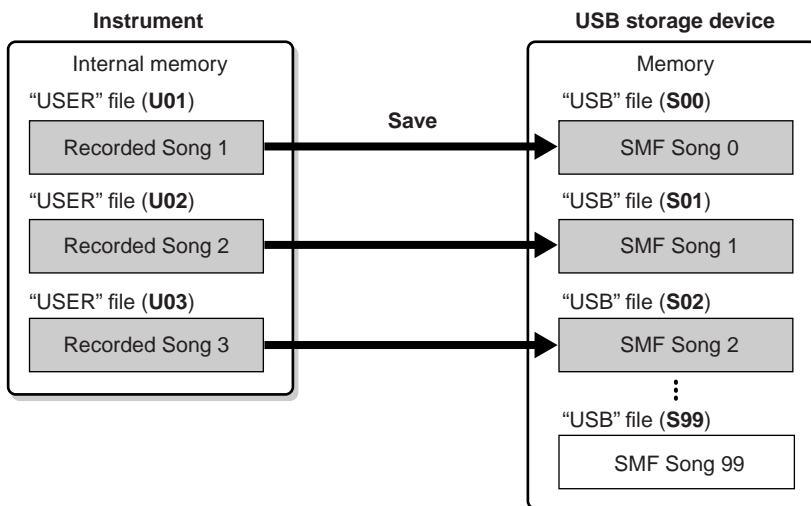 Instrument
Internal memory
“USER” file (U01)
Recorded Song 1
“USER” file (U02)
Recorded Song 2
“USER” file (U03)
Recorded Song 3
Save
USB storage device
Memory
“USB” file (S00)
SMF Song 0
“USB” file (S01)
SMF Song 1
“USB” file (S02)
SMF Song 2
“USB” file (S99)
SMF Song 99